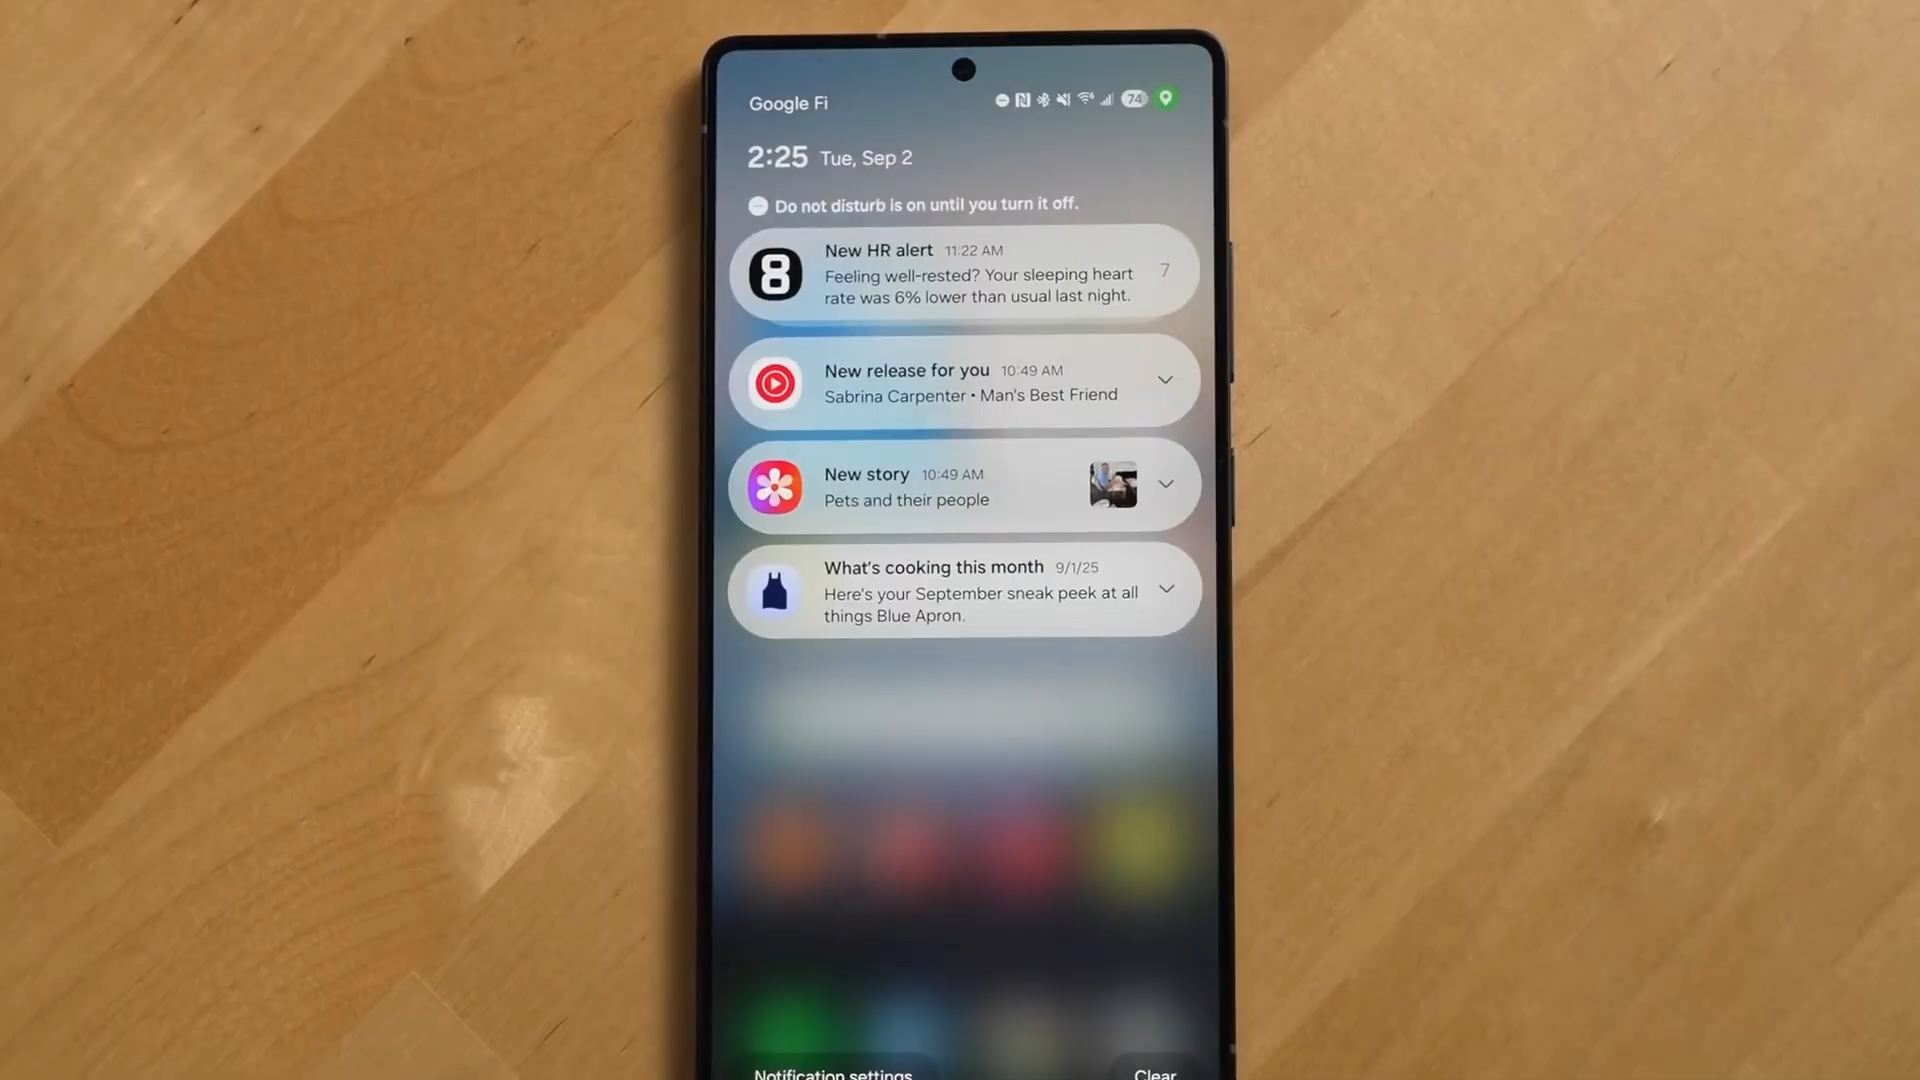 Google Fi
74
2:25 Tue, Sep 2
Do not disturb is on until you turn it off.
8
New HR alert 11:22 AM
Feeling well-rested? Your sleeping heart
rate was 6% lower than usual last night.
7
New release for you 10:49 AM
Sabrina Carpenter • Man's Best Friend
New story 10:49 AM
Pets and their people
What's cooking this month 9/1/25
Here's your September sneak peek at all
things Blue Apron.
Notification settings
Clear